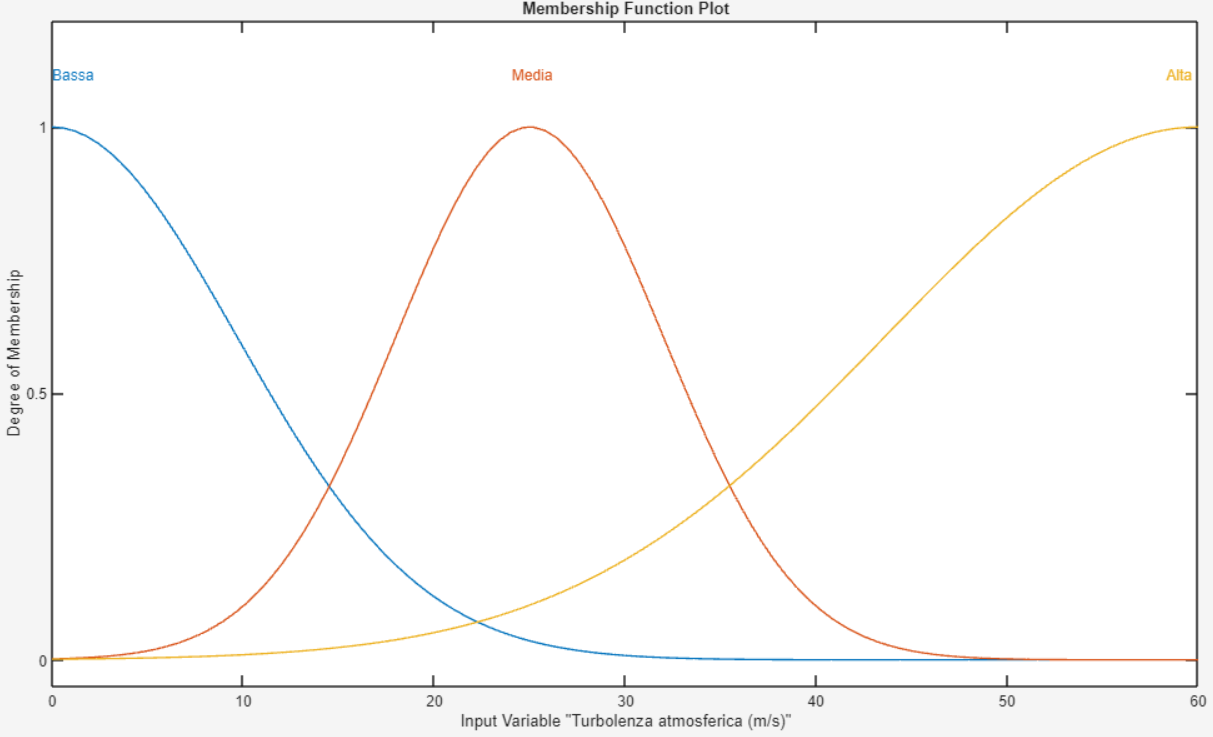 Membership Function Plot
Bassa Media Alta
1
0.5
0
Degree of Membership
0 10 20 30 40 50 60
Input Variable "Turbolenza atmosferica (m/s)"